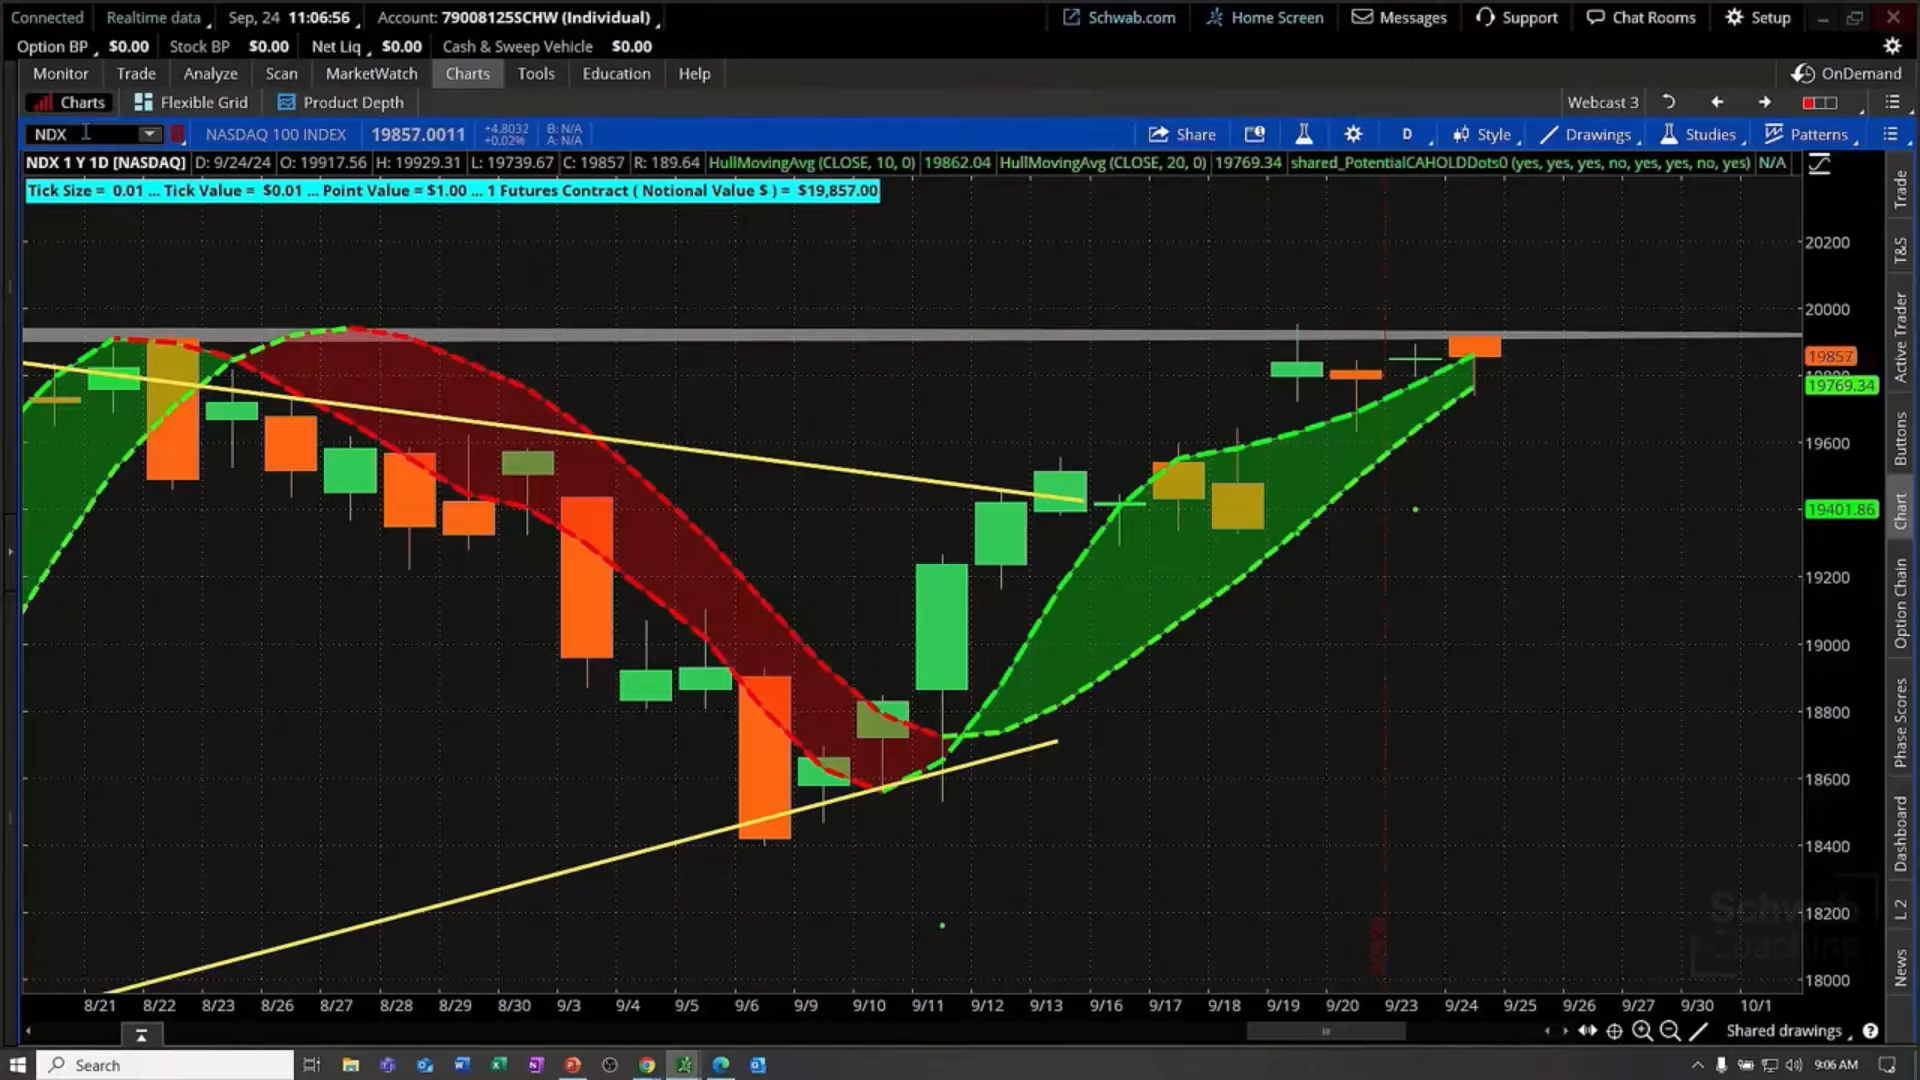 Connected Realtime data Sep, 24 11:06:56 Account: 79008125SCHW (Individual) Schwab.com Home Screen Messages Support Chat Rooms Setup
Option BP $0.00 Stock BP $0.00 Net Liq $0.00 Cash & Sweep Vehicle $0.00
Monitor Trade Analyze Scan MarketWatch Charts Tools Education Help OnDemand
Charts Flexible Grid Product Depth Webcast 3
NDX NASDAQ 100 INDEX 19857.0011 +4.8032 +0.02% B: N/A A: N/A Share D Style Drawings Studies Patterns
NDX 1 Y 1D [NASDAQ] D: 9/24/24 O: 19917.56 H: 19929.31 L: 19739.67 C: 19857 R: 189.64 HullMovingAvg (CLOSE, 10, 0) 19862.04 HullMovingAvg (CLOSE, 20, 0) 19769.34 shared_PotentialCAHOLDDots0 (yes, yes, yes, no, yes, yes, no, yes) N/A
Tick Size = 0.01 ... Tick Value = $0.01 ... Point Value = $1.00 ... 1 Futures Contract ( Notional Value $ ) = $19,857.00
20200
20000
19857
19769.34
19600
19401.86
19200
19000
18800
18600
18400
18200
18000
Trade
T&S
Active Trader
Buttons
Chart
Option Chain
Phase Scores
Dashboard
L 2
News
Schwab
Coaching
8/21 8/22 8/23 8/26 8/27 8/28 8/29 8/30 9/3 9/4 9/5 9/6 9/9 9/10 9/11 9/12 9/13 9/16 9/17 9/18 9/19 9/20 9/23 9/24 9/25 9/26 9/27 9/30 10/1
Shared drawings
Search 9:06 AM